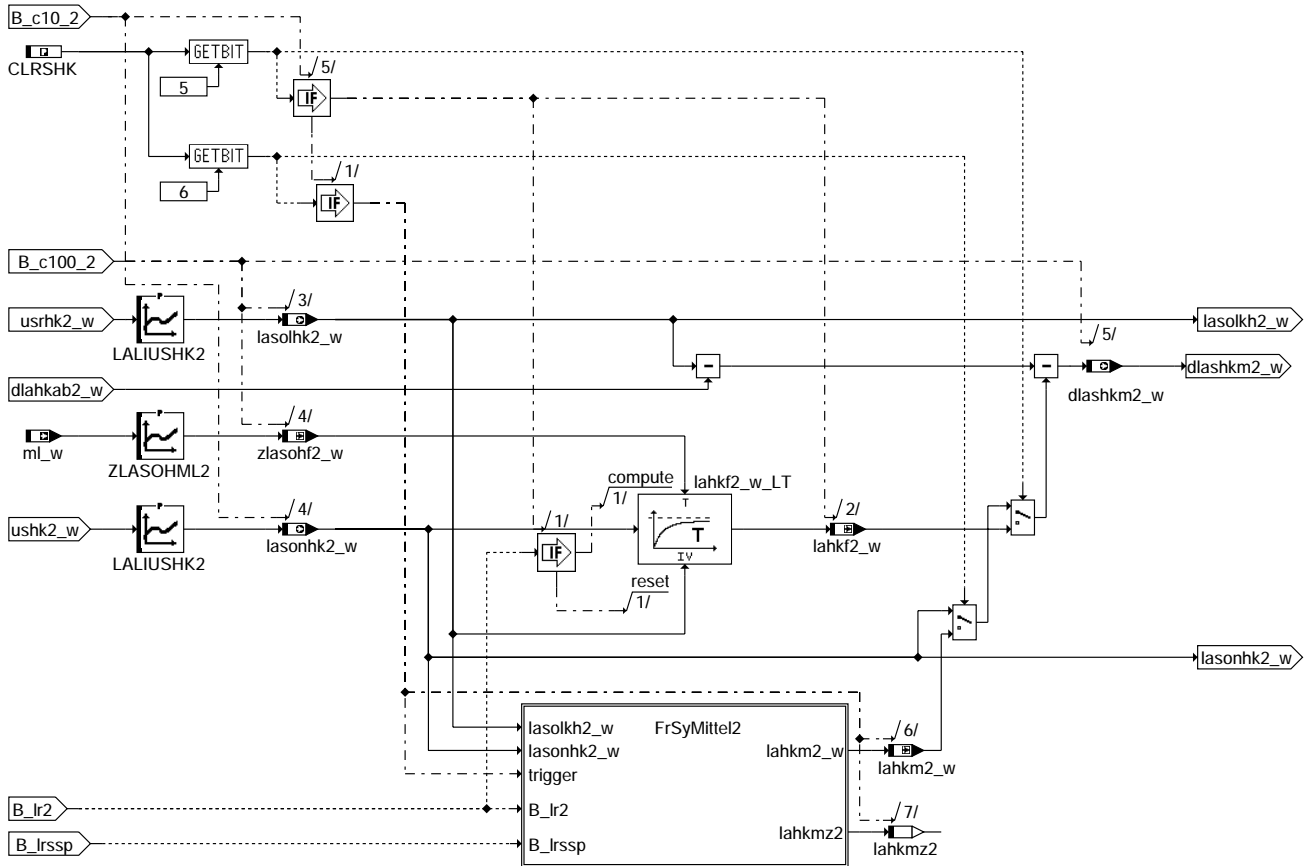 B_c10_2
CLRSHK
GETBIT
5
/5/
IF
GETBIT
6
/1/
IF
B_c100_2
usrhk2_w
LALIUSHK2
/3/
lasolhk2_w
lasolkh2_w
/5/
dlahkab2_w
dlashkm2_w
dlashkm2_w
ml_w
ZLASOHML2
/4/
zlasohf2_w
ushk2_w
LALIUSHK2
/4/
lasonhk2_w
/1/
IF
compute
1/
reset
1/
lahkf2_w_LT
T
T
IV
/2/
lahkf2_w
lasonhk2_w
lasolkh2_w
FrSyMittel2
lasonhk2_w
trigger
B_lr2
B_lrssp
lahkm2_w
lahkmz2
/6/
lahkm2_w
/7/
lahkmz2
B_lr2
B_lrssp